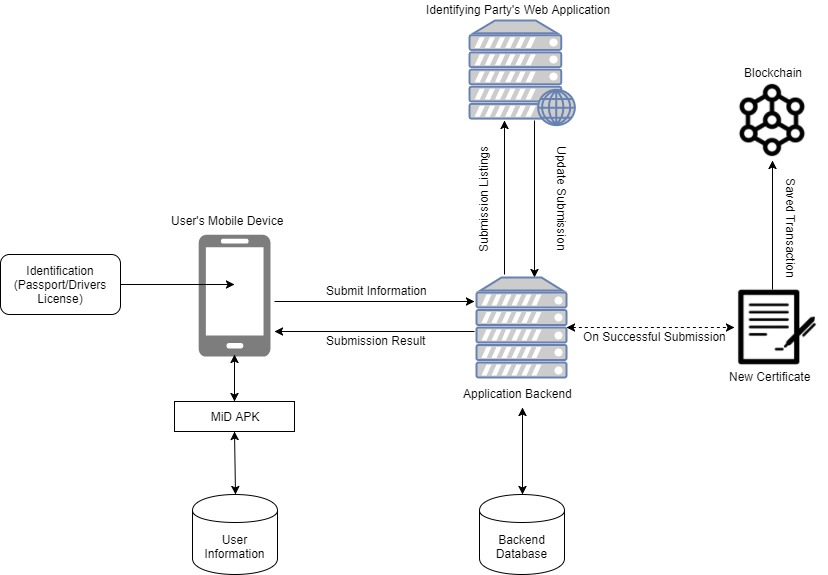 Identifying Party's Web Application
Blockchain
Submission Listings
Update Submission
Saved Transaction
User's Mobile Device
Identification
(Passport/Drivers
License)
Submit Information
Submission Result
On Successful Submission
New Certificate
Application Backend
MiD APK
User
Information
Backend
Database